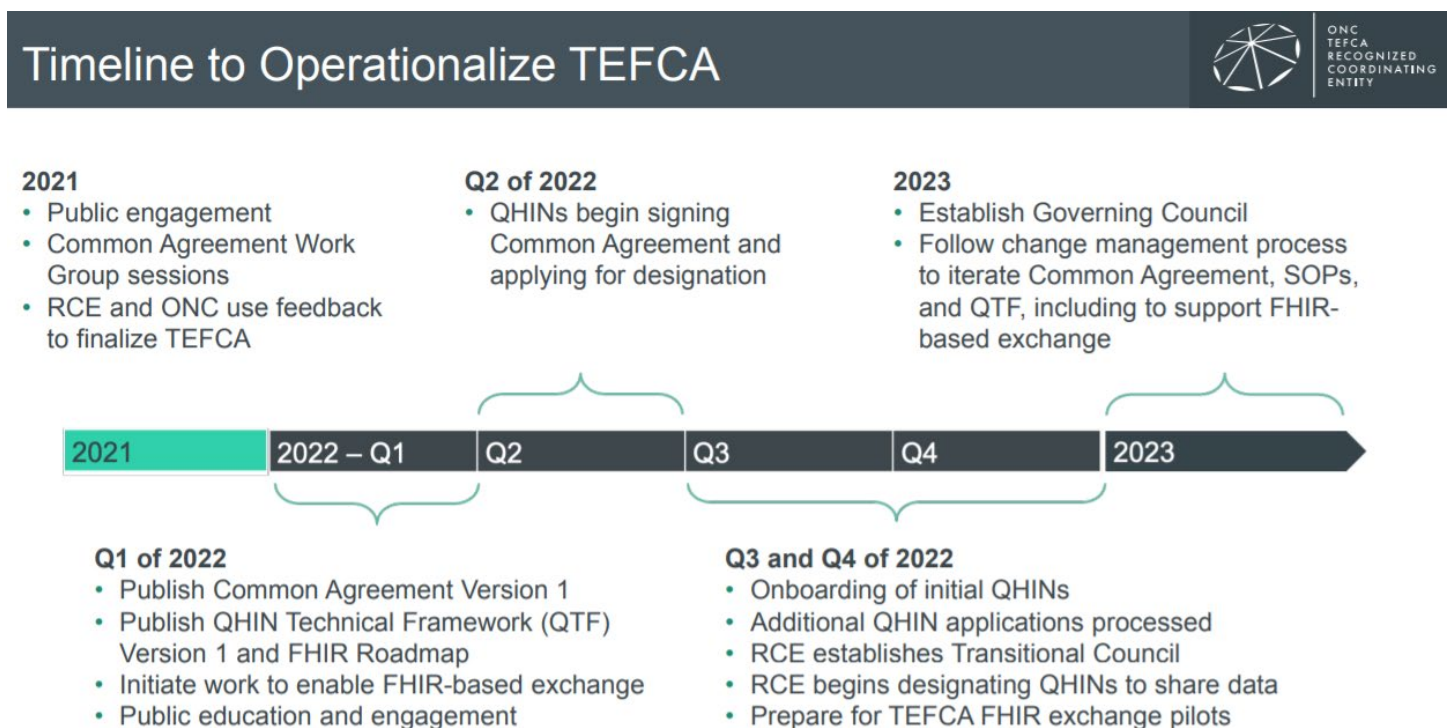 Timeline to Operationalize TEFCA
ONC
TEFCA
RECOGNIZED
COORDINATING
ENTITY
2021
• Public engagement
• Common Agreement Work
Group sessions
• RCE and ONC use feedback
to finalize TEFCA
Q2 of 2022
• QHINs begin signing
Common Agreement and
applying for designation
2023
• Establish Governing Council
• Follow change management process
to iterate Common Agreement, SOPs,
and QTF, including to support FHIR-
based exchange
2021
2022 – Q1
Q2
Q3
Q4
2023
Q1 of 2022
• Publish Common Agreement Version 1
• Publish QHIN Technical Framework (QTF)
Version 1 and FHIR Roadmap
• Initiate work to enable FHIR-based exchange
• Public education and engagement
Q3 and Q4 of 2022
• Onboarding of initial QHINs
• Additional QHIN applications processed
• RCE establishes Transitional Council
• RCE begins designating QHINs to share data
• Prepare for TEFCA FHIR exchange pilots